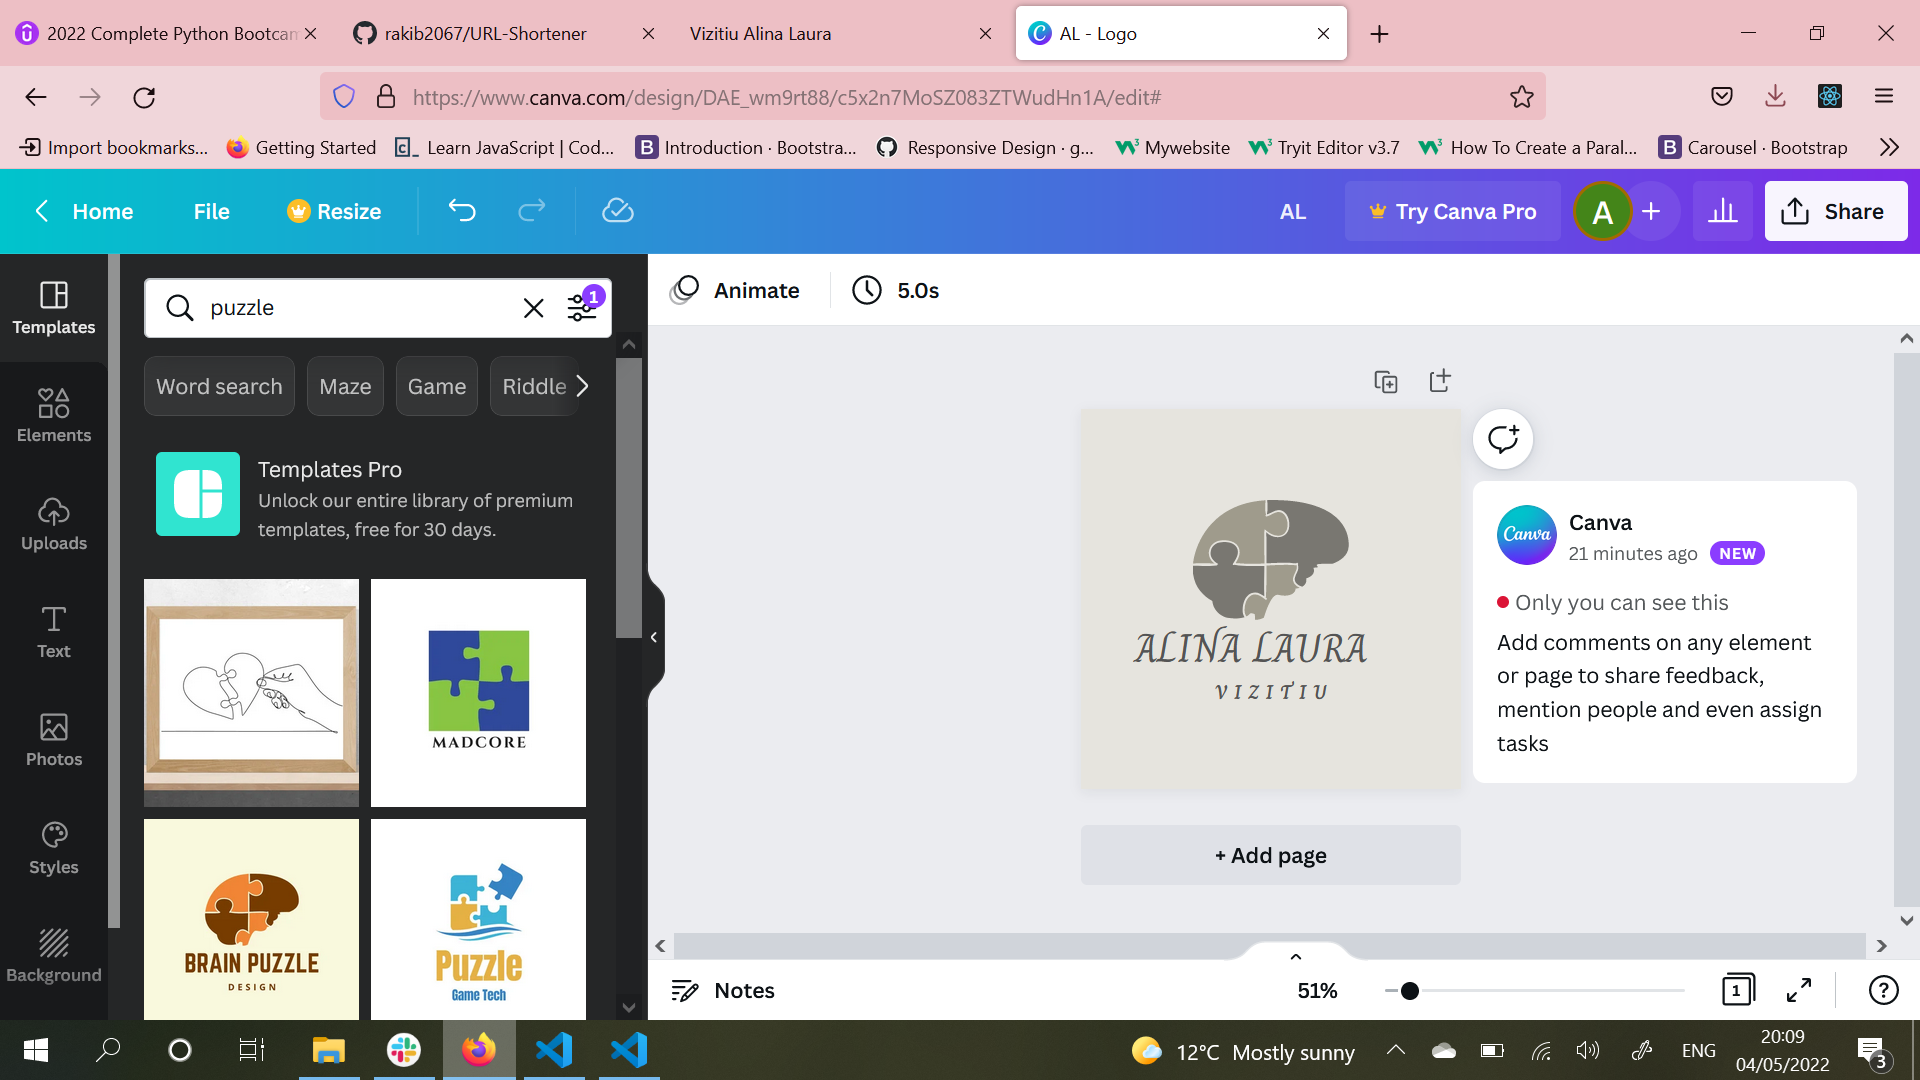 2022 Complete Python Bootcam
rakib2067/URL-Shortener
Vizitiu Alina Laura
AL - Logo
https://www.canva.com/design/DAE_wm9rt88/c5x2n7MoSZ083ZTWudHn1A/edit#
Import bookmarks...
Getting Started
Learn JavaScript | Cod...
Introduction · Bootstra...
Responsive Design · g...
Mywebsite
Tryit Editor v3.7
How To Create a Paral...
Carousel · Bootstrap
Home
File
Resize
AL
Try Canva Pro
A
Share
Templates
Elements
Uploads
Text
Photos
Styles
Background
puzzle
1
Word search
Maze
Game
Riddle
Templates Pro
Unlock our entire library of premium
templates, free for 30 days.
MADCORE
BRAIN PUZZLE
DESIGN
Puzzle
Game Tech
Animate
5.0s
ALINA LAURA
VIZITIU
Canva
Canva
21 minutes ago
NEW
Only you can see this
Add comments on any element
or page to share feedback,
mention people and even assign
tasks
+ Add page
Notes
51%
1
12°C Mostly sunny
ENG
20:09
04/05/2022
3